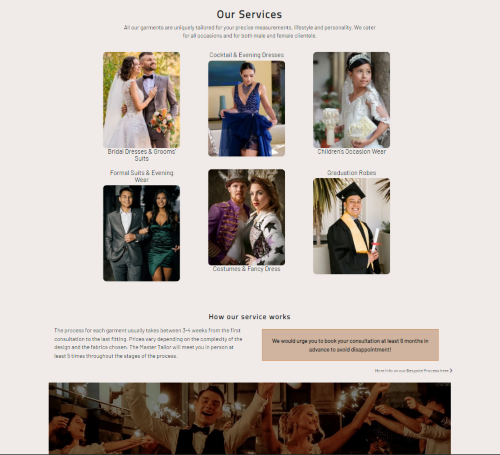 Our Services
All our garments are uniquely tailored for your precise measurements, lifestyle and personality. We cater
for all occasions and for both male and female clientele.
Cocktail & Evening Dresses
Bridal Dresses & Grooms'
Suits
Children's Occasion Wear
Formal Suits & Evening
Wear
Graduation Robes
Costumes & Fancy Dress
How our service works
The process for each garment usually takes between 3-4 weeks from the first
consultation to the last fitting. Prices vary depending on the complexity of the
design and the fabrics chosen. The Master Tailor will meet you in person at
least 5 times throughout the stages of the process.
We would urge you to book your consultation at least 6 months in
advance to avoid disappointment!
More info on our Bespoke Process here